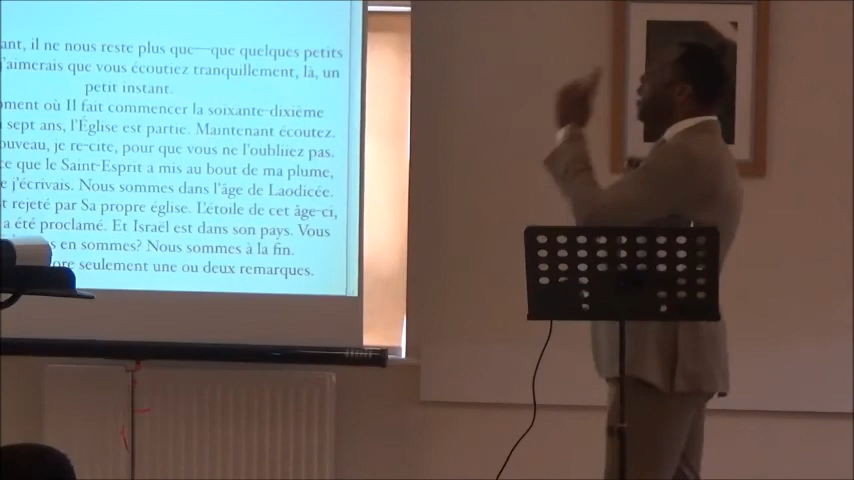 ant, il ne nous reste plus que—que quelques petits
j'aimerais que vous écoutiez tranquillement, là, un
petit instant.
oment où Il fait commencer la soixante-dixième
sept ans, l'Église est partie. Maintenant écoutez.
ouveau, je re-cite, pour que vous ne l'oubliiez pas.
ce que le Saint-Esprit a mis au bout de ma plume,
e j'écrivais. Nous sommes dans l'âge de Laodicée.
t rejeté par Sa propre église. L'étoile de cet âge-ci,
a été proclamé. Et Israël est dans son pays. Vous
s en sommes? Nous sommes à la fin.
ore seulement une ou deux remarques.